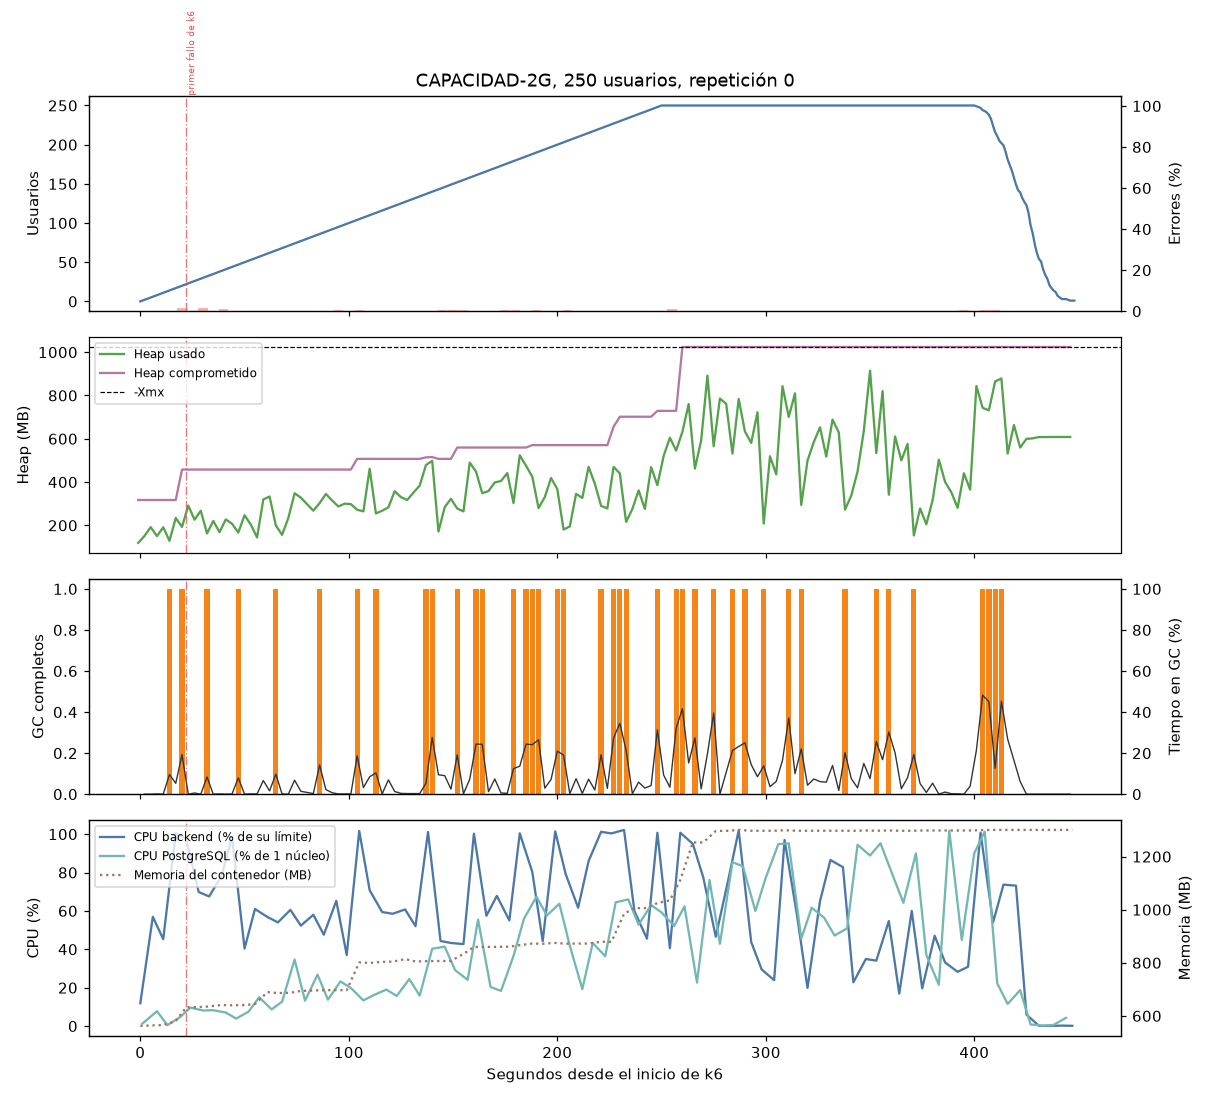 primer fallo de k6
CAPACIDAD-2G, 250 usuarios, repetición 0
Usuarios
250
200
150
100
50
0
100
80
60
40
20
0
Errores (%)
Heap (MB)
1000
800
600
400
200
Heap usado
Heap comprometido
-Xmx
GC completos
1.0
0.8
0.6
0.4
0.2
0.0
100
80
60
40
20
0
Tiempo en GC (%)
CPU (%)
100
80
60
40
20
0
CPU backend (% de su límite)
CPU PostgreSQL (% de 1 núcleo)
Memoria del contenedor (MB)
1200
1000
800
600
Memoria (MB)
0 100 200 300 400
Segundos desde el inicio de k6